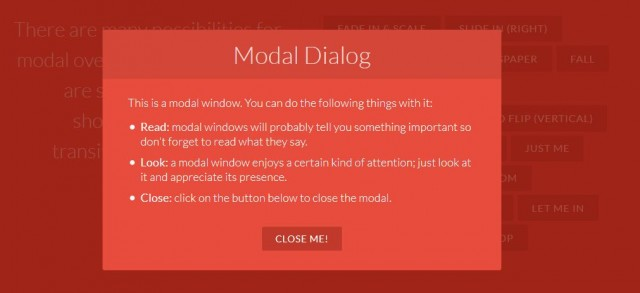 There are many possibilities for
modal ove
are s
sho
transi
FADE IN & SCALE
SLIDE IN (RIGHT)
SPAPER
FALL
FLIP (VERTICAL)
JUST ME
LET ME IN
Modal Dialog
This is a modal window. You can do the following things with it:
• Read: modal windows will probably tell you something important so
don't forget to read what they say.
• Look: a modal window enjoys a certain kind of attention; just look at
it and appreciate its presence.
• Close: click on the button below to close the modal.
CLOSE ME!